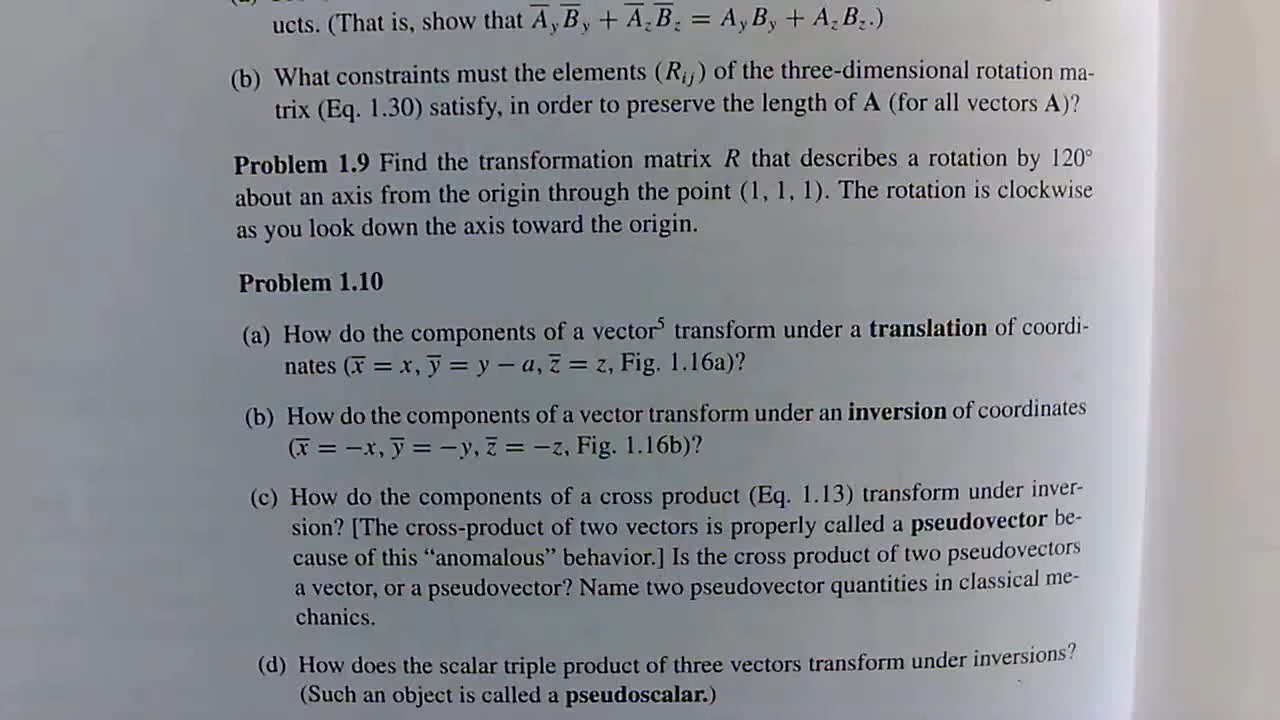 ucts. (That is, show that A̅yB̅y + A̅zB̅z = AyBy + AzBz.)
(b) What constraints must the elements (Rij) of the three-dimensional rotation ma-
trix (Eq. 1.30) satisfy, in order to preserve the length of A (for all vectors A)?
Problem 1.9 Find the transformation matrix R that describes a rotation by 120°
about an axis from the origin through the point (1, 1, 1). The rotation is clockwise
as you look down the axis toward the origin.
Problem 1.10
(a) How do the components of a vector⁵ transform under a translation of coordi-
nates (x̅ = x, y̅ = y − a, z̅ = z, Fig. 1.16a)?
(b) How do the components of a vector transform under an inversion of coordinates
(x̅ = −x, y̅ = −y, z̅ = −z, Fig. 1.16b)?
(c) How do the components of a cross product (Eq. 1.13) transform under inver-
sion? [The cross-product of two vectors is properly called a pseudovector be-
cause of this “anomalous” behavior.] Is the cross product of two pseudovectors
a vector, or a pseudovector? Name two pseudovector quantities in classical me-
chanics.
(d) How does the scalar triple product of three vectors transform under inversions?
(Such an object is called a pseudoscalar.)